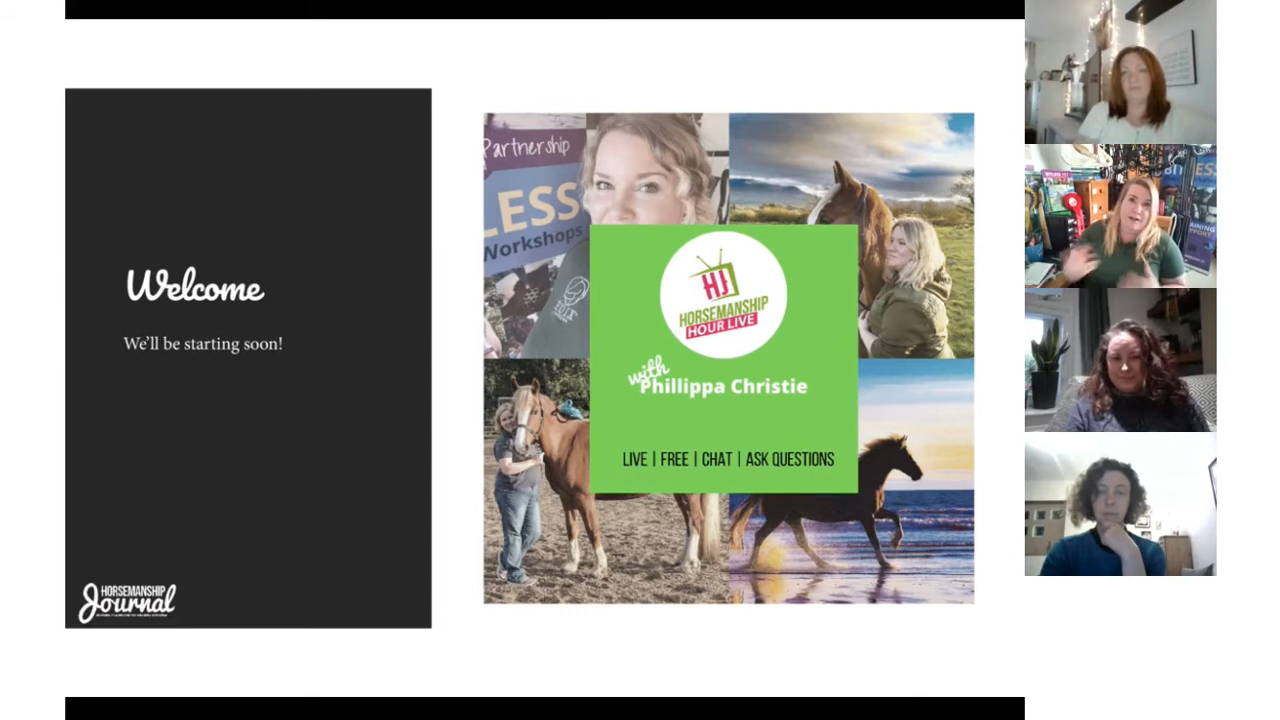 Welcome
We'll be starting soon!
HORSEMANSHIP
Journal
Partnership
LESS
Workshops
HJ
HORSEMANSHIP
HOUR LIVE
with
Phillippa Christie
LIVE | FREE | CHAT | ASK QUESTIONS